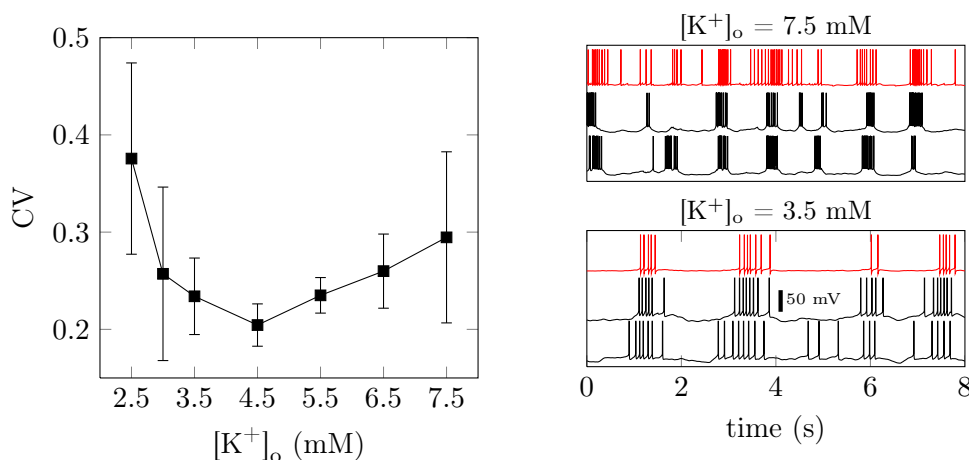 0.5
0.4
0.3
0.2
CV
2.5 3.5 4.5 5.5 6.5 7.5
[K⁺]ₒ (mM)
[K⁺]ₒ = 7.5 mM
[K⁺]ₒ = 3.5 mM
50 mV
0 2 4 6 8
time (s)